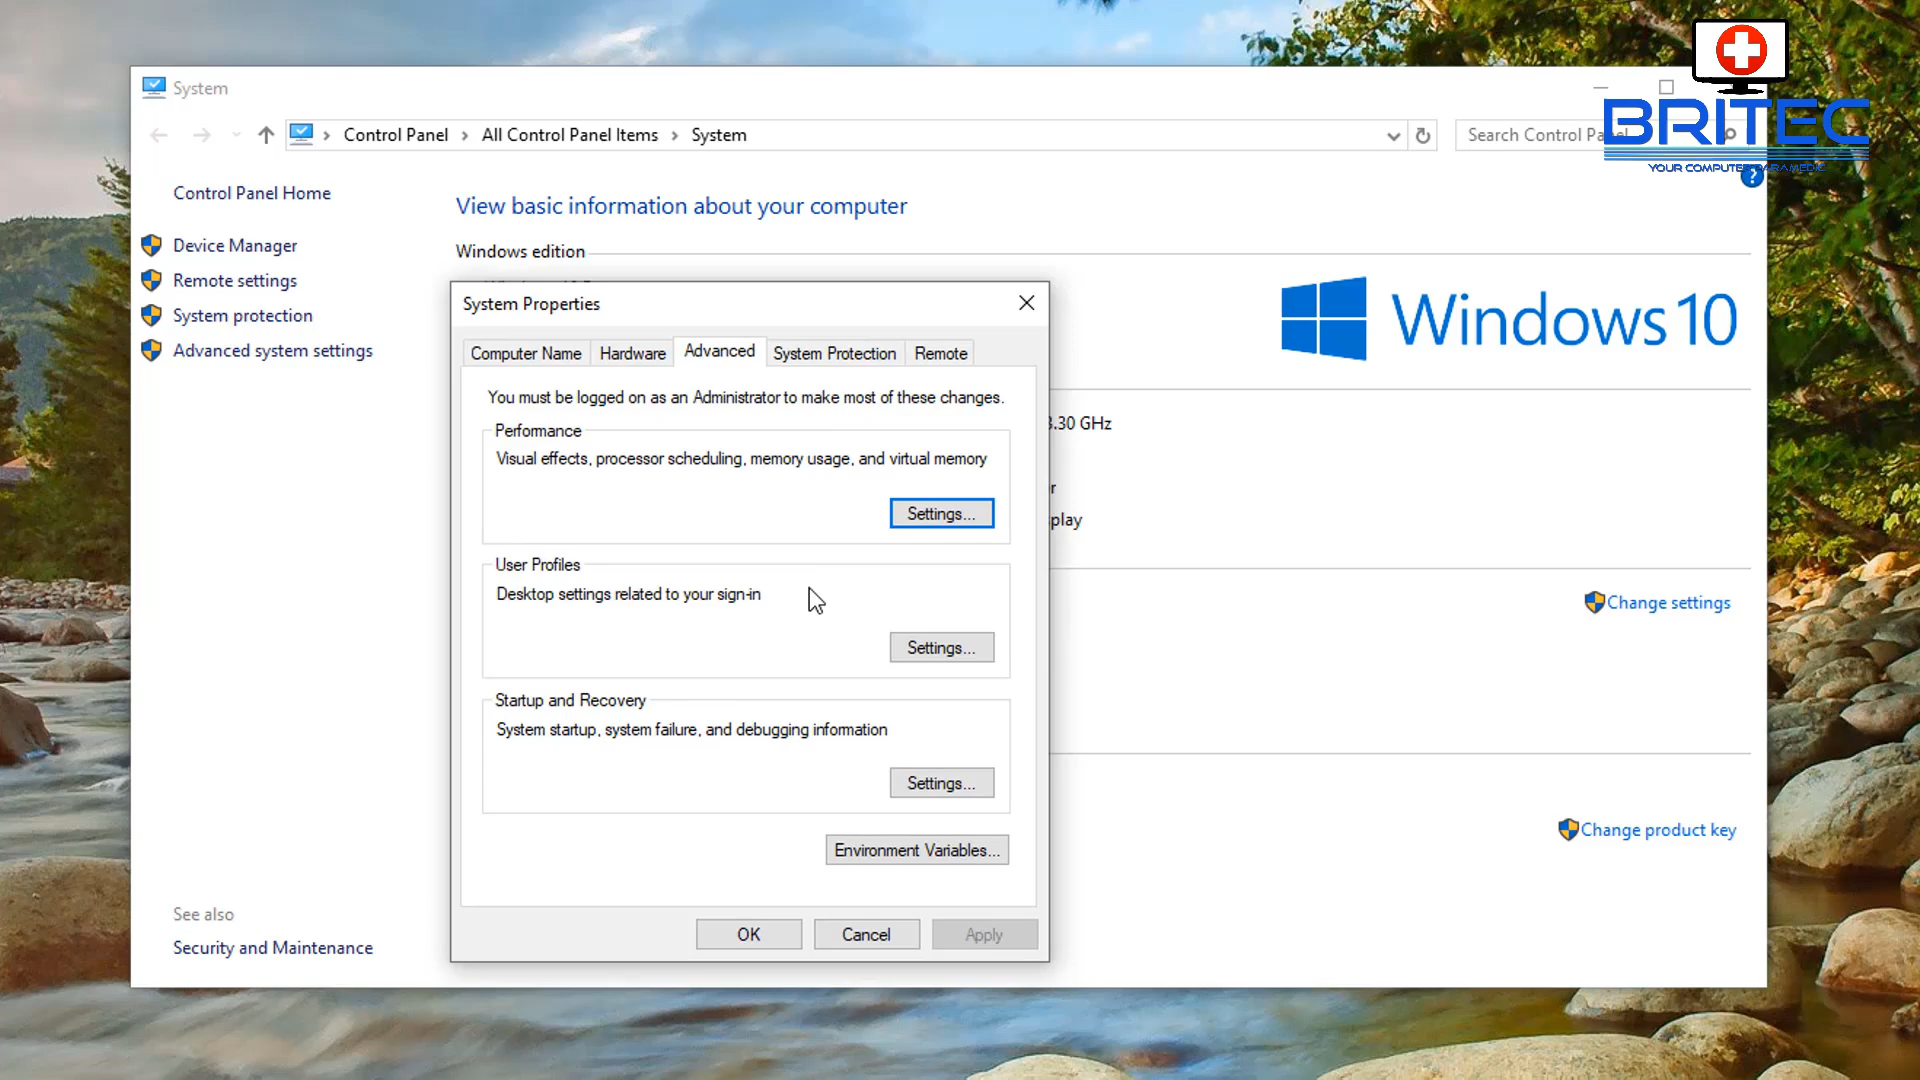 System
Control Panel > All Control Panel Items > System
Search Control Pa
BRITEC
YOUR COMPUTER PARAMEDIC
Control Panel Home
Device Manager
Remote settings
System protection
Advanced system settings
See also
Security and Maintenance
View basic information about your computer
Windows edition
Windows 10
3.30 GHz
r
play
Change settings
Change product key
System Properties
Computer Name Hardware Advanced System Protection Remote
You must be logged on as an Administrator to make most of these changes.
Performance
Visual effects, processor scheduling, memory usage, and virtual memory
Settings...
User Profiles
Desktop settings related to your sign-in
Settings...
Startup and Recovery
System startup, system failure, and debugging information
Settings...
Environment Variables...
OK Cancel Apply